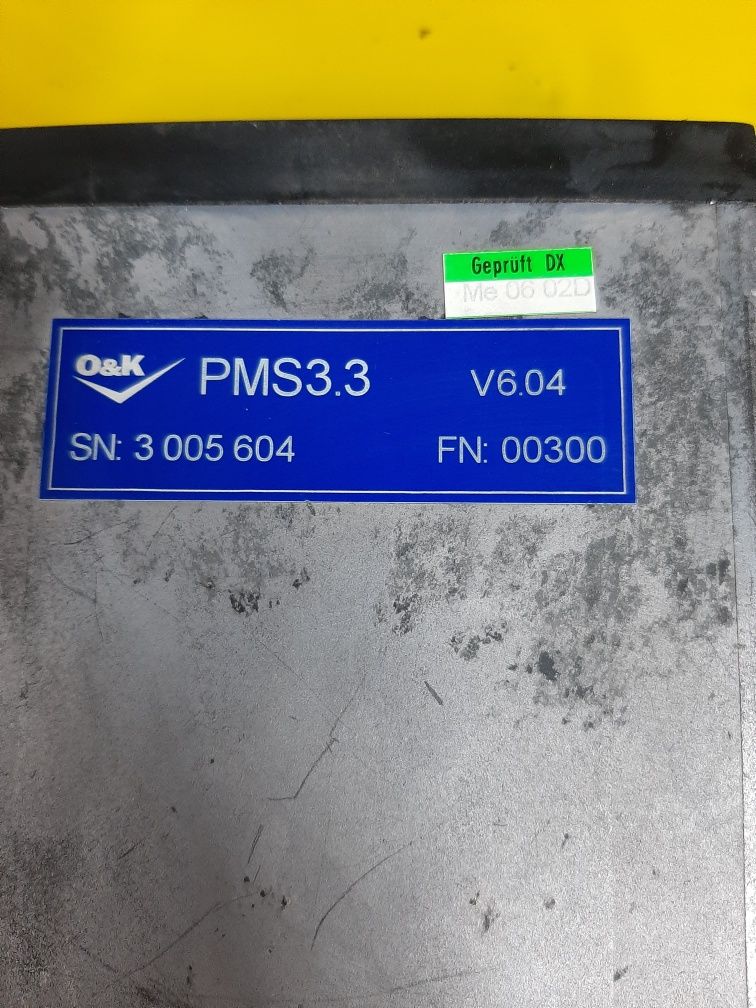 Geprüft DX
Me 06 02D
O&K PMS3.3 V6.04
SN: 3 005 604 FN: 00300